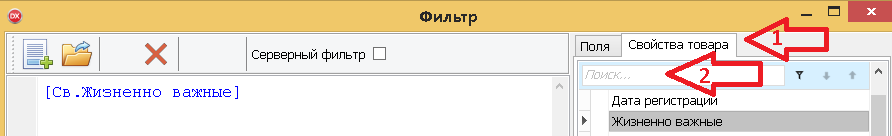 DX
Фильтр
Серверный фильтр
Поля
Свойства товара
1
Поиск...
2
[Св.Жизненно важные]
Дата регистрации
Жизненно важные